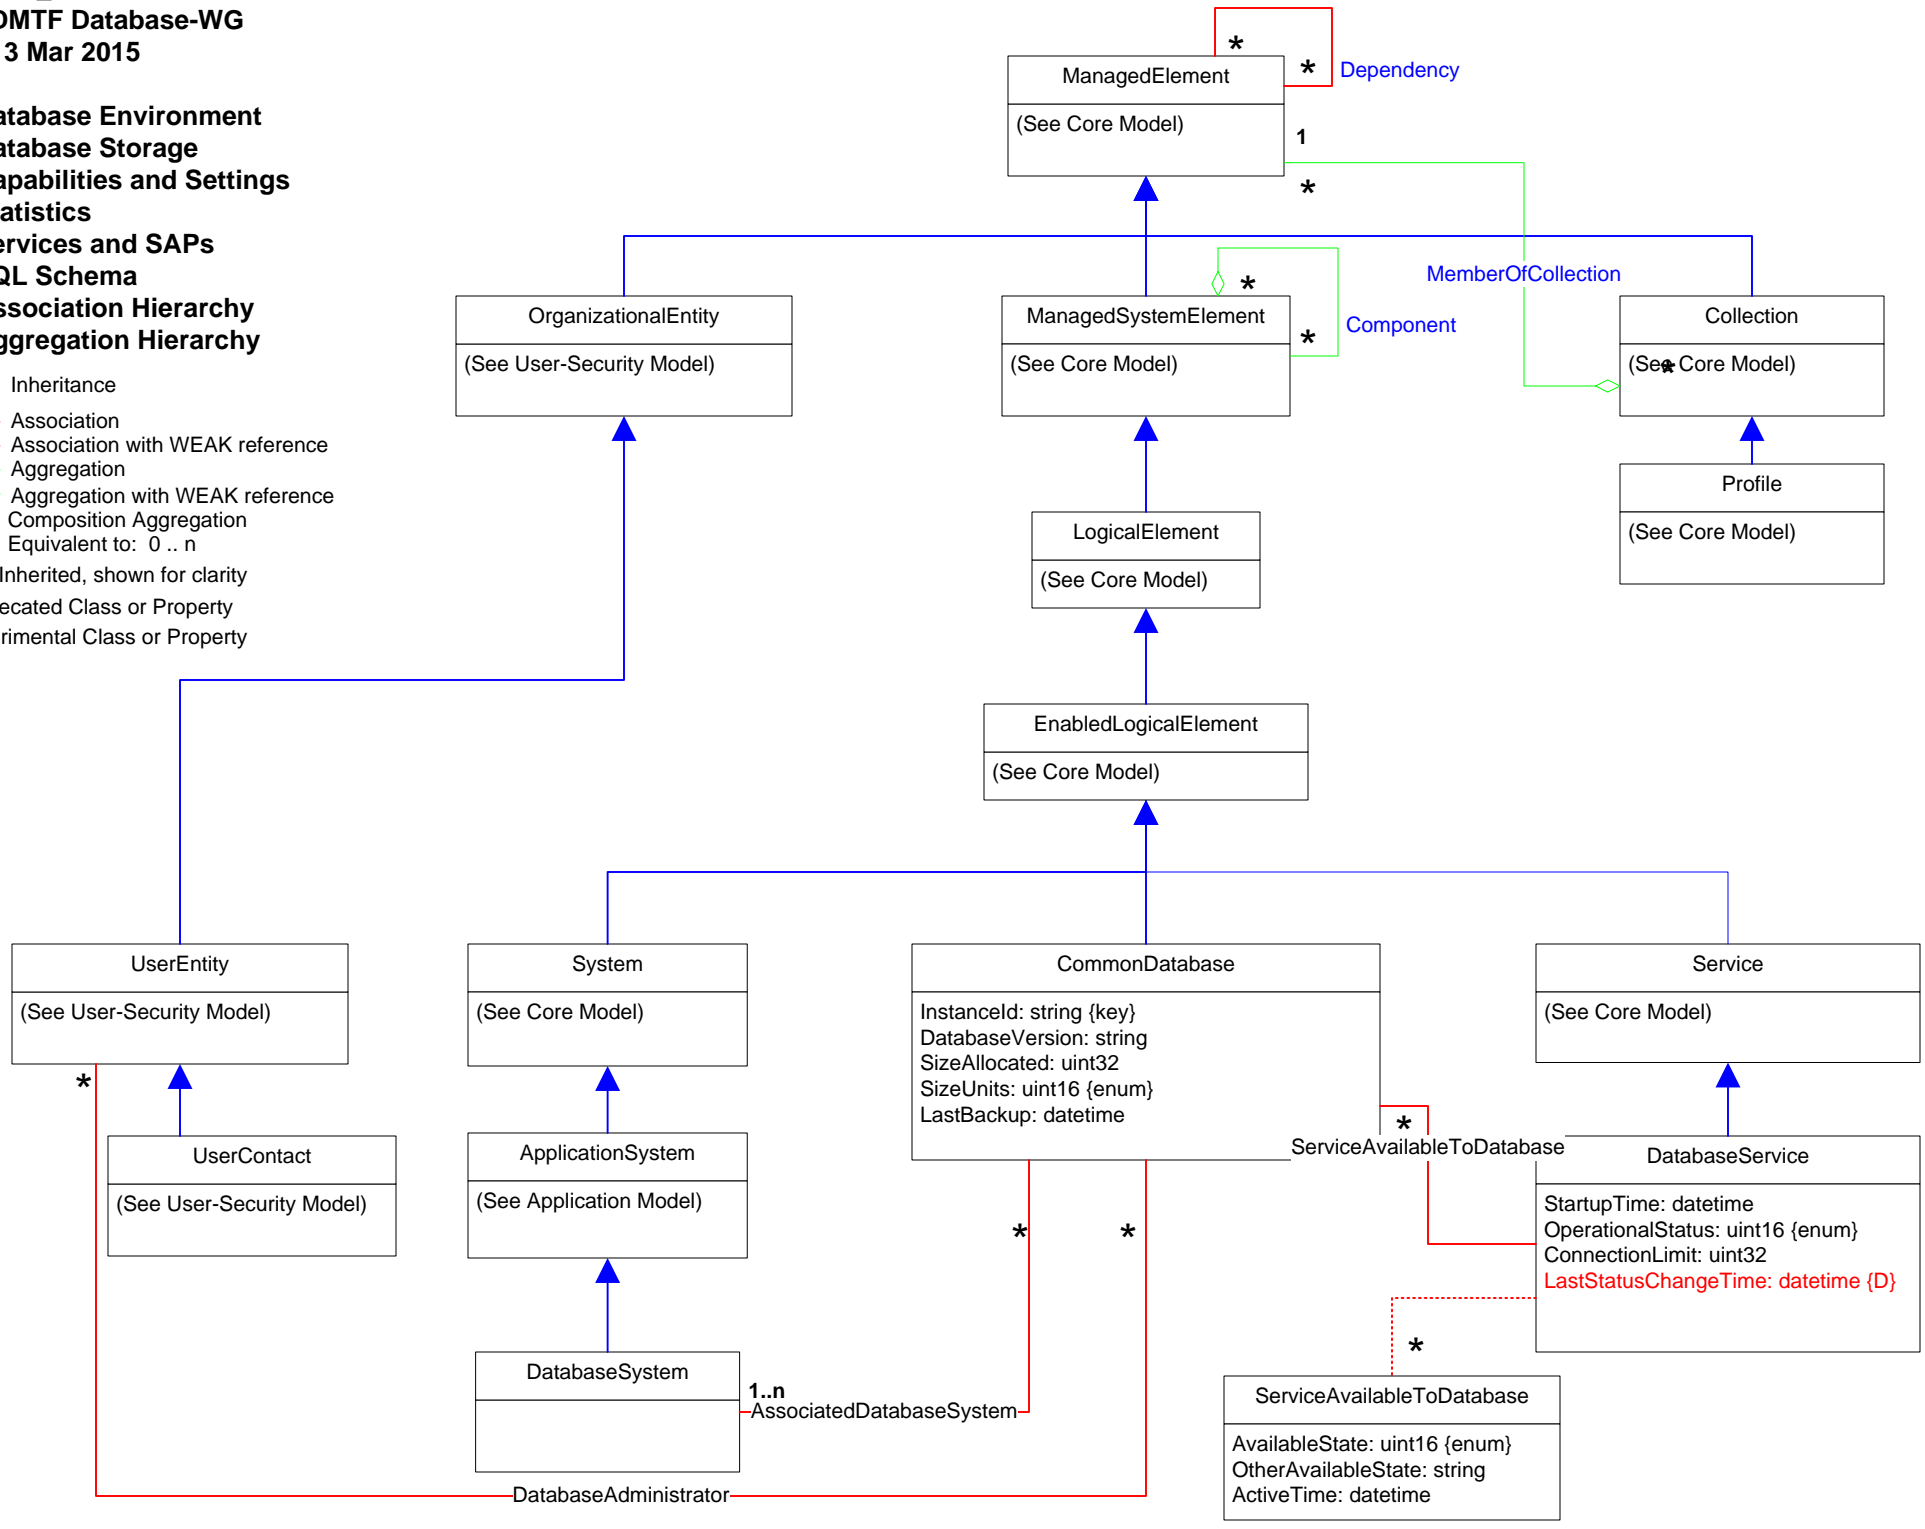 OMTF Database-WG
3 Mar 2015
atabase Environment
atabase Storage
apabilities and Settings
tatistics
ervices and SAPs
QL Schema
ssociation Hierarchy
ggregation Hierarchy
Inheritance
Association
Association with WEAK reference
Aggregation
Aggregation with WEAK reference
Composition Aggregation
Equivalent to: 0 .. n
Inherited, shown for clarity
ecated Class or Property
rimental Class or Property
*
ManagedElement
*
Dependency
(See Core Model)
1
*
MemberOfCollection
OrganizationalEntity
(See User-Security Model)
*
ManagedSystemElement
*
Component
(See Core Model)
Collection
(See Core Model)
*
Profile
(See Core Model)
LogicalElement
(See Core Model)
EnabledLogicalElement
(See Core Model)
UserEntity
(See User-Security Model)
*
UserContact
(See User-Security Model)
System
(See Core Model)
ApplicationSystem
(See Application Model)
DatabaseSystem
1..n
AssociatedDatabaseSystem
DatabaseAdministrator
CommonDatabase
InstanceId: string {key}
DatabaseVersion: string
SizeAllocated: uint32
SizeUnits: uint16 {enum}
LastBackup: datetime
*
*
*
ServiceAvailableToDatabase
Service
(See Core Model)
DatabaseService
StartupTime: datetime
OperationalStatus: uint16 {enum}
ConnectionLimit: uint32
LastStatusChangeTime: datetime {D}
*
ServiceAvailableToDatabase
AvailableState: uint16 {enum}
OtherAvailableState: string
ActiveTime: datetime